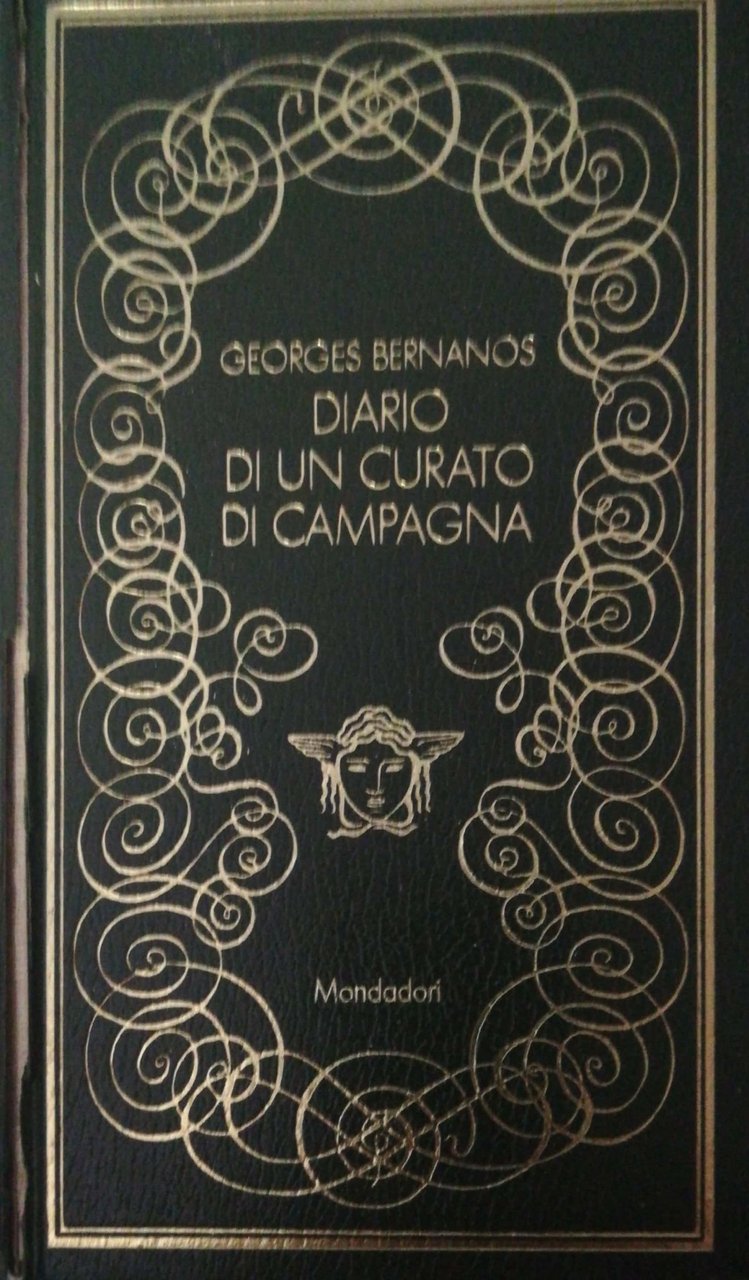 GEORGES BERNANOS
DIARIO
DI UN CURATO
DI CAMPAGNA
Mondadori